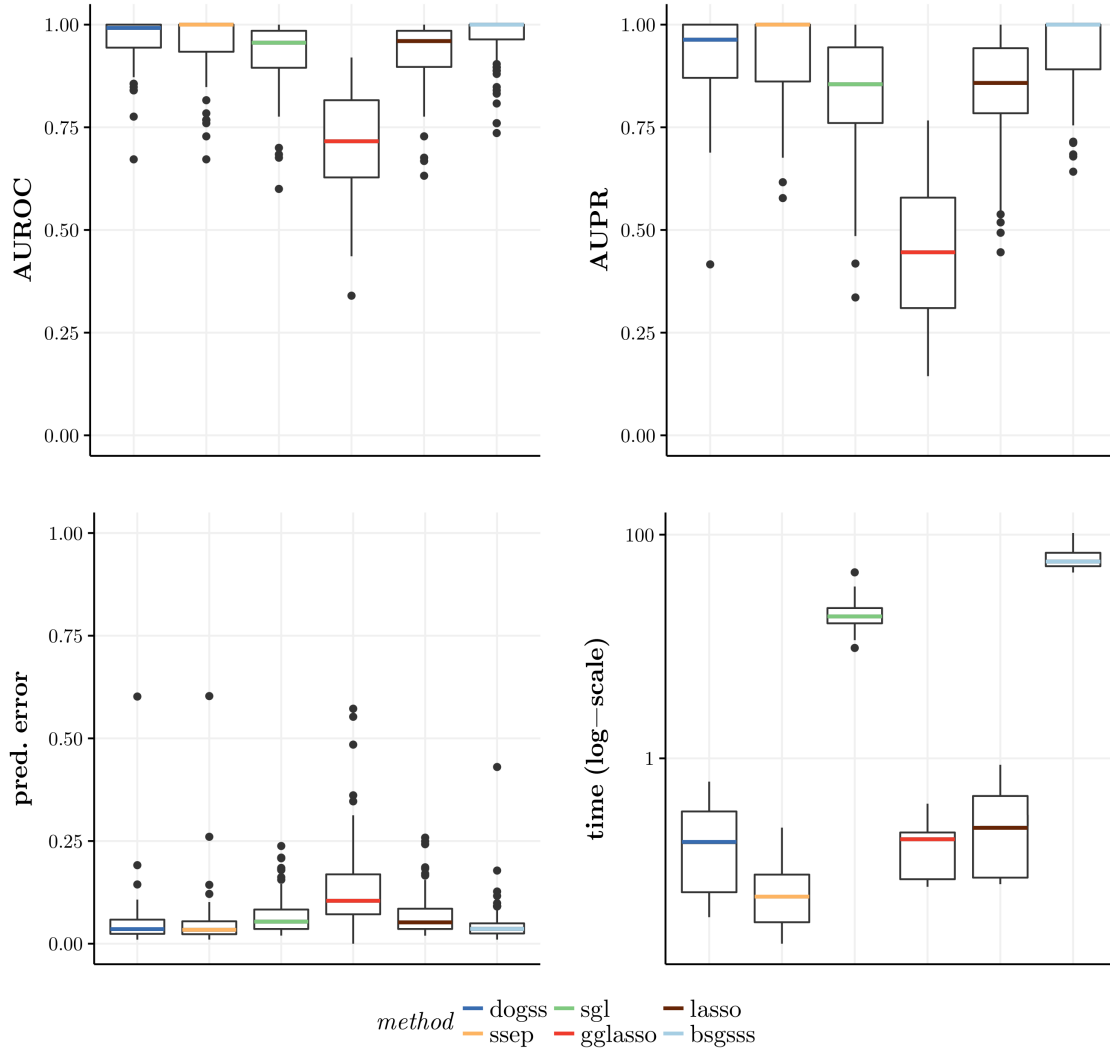 AUROC
1.00
0.75
0.50
0.25
0.00
AUPR
1.00
0.75
0.50
0.25
0.00
pred. error
1.00
0.75
0.50
0.25
0.00
time (log−scale)
100
1
method
dogss sgl lasso
ssep gglasso bsgsss